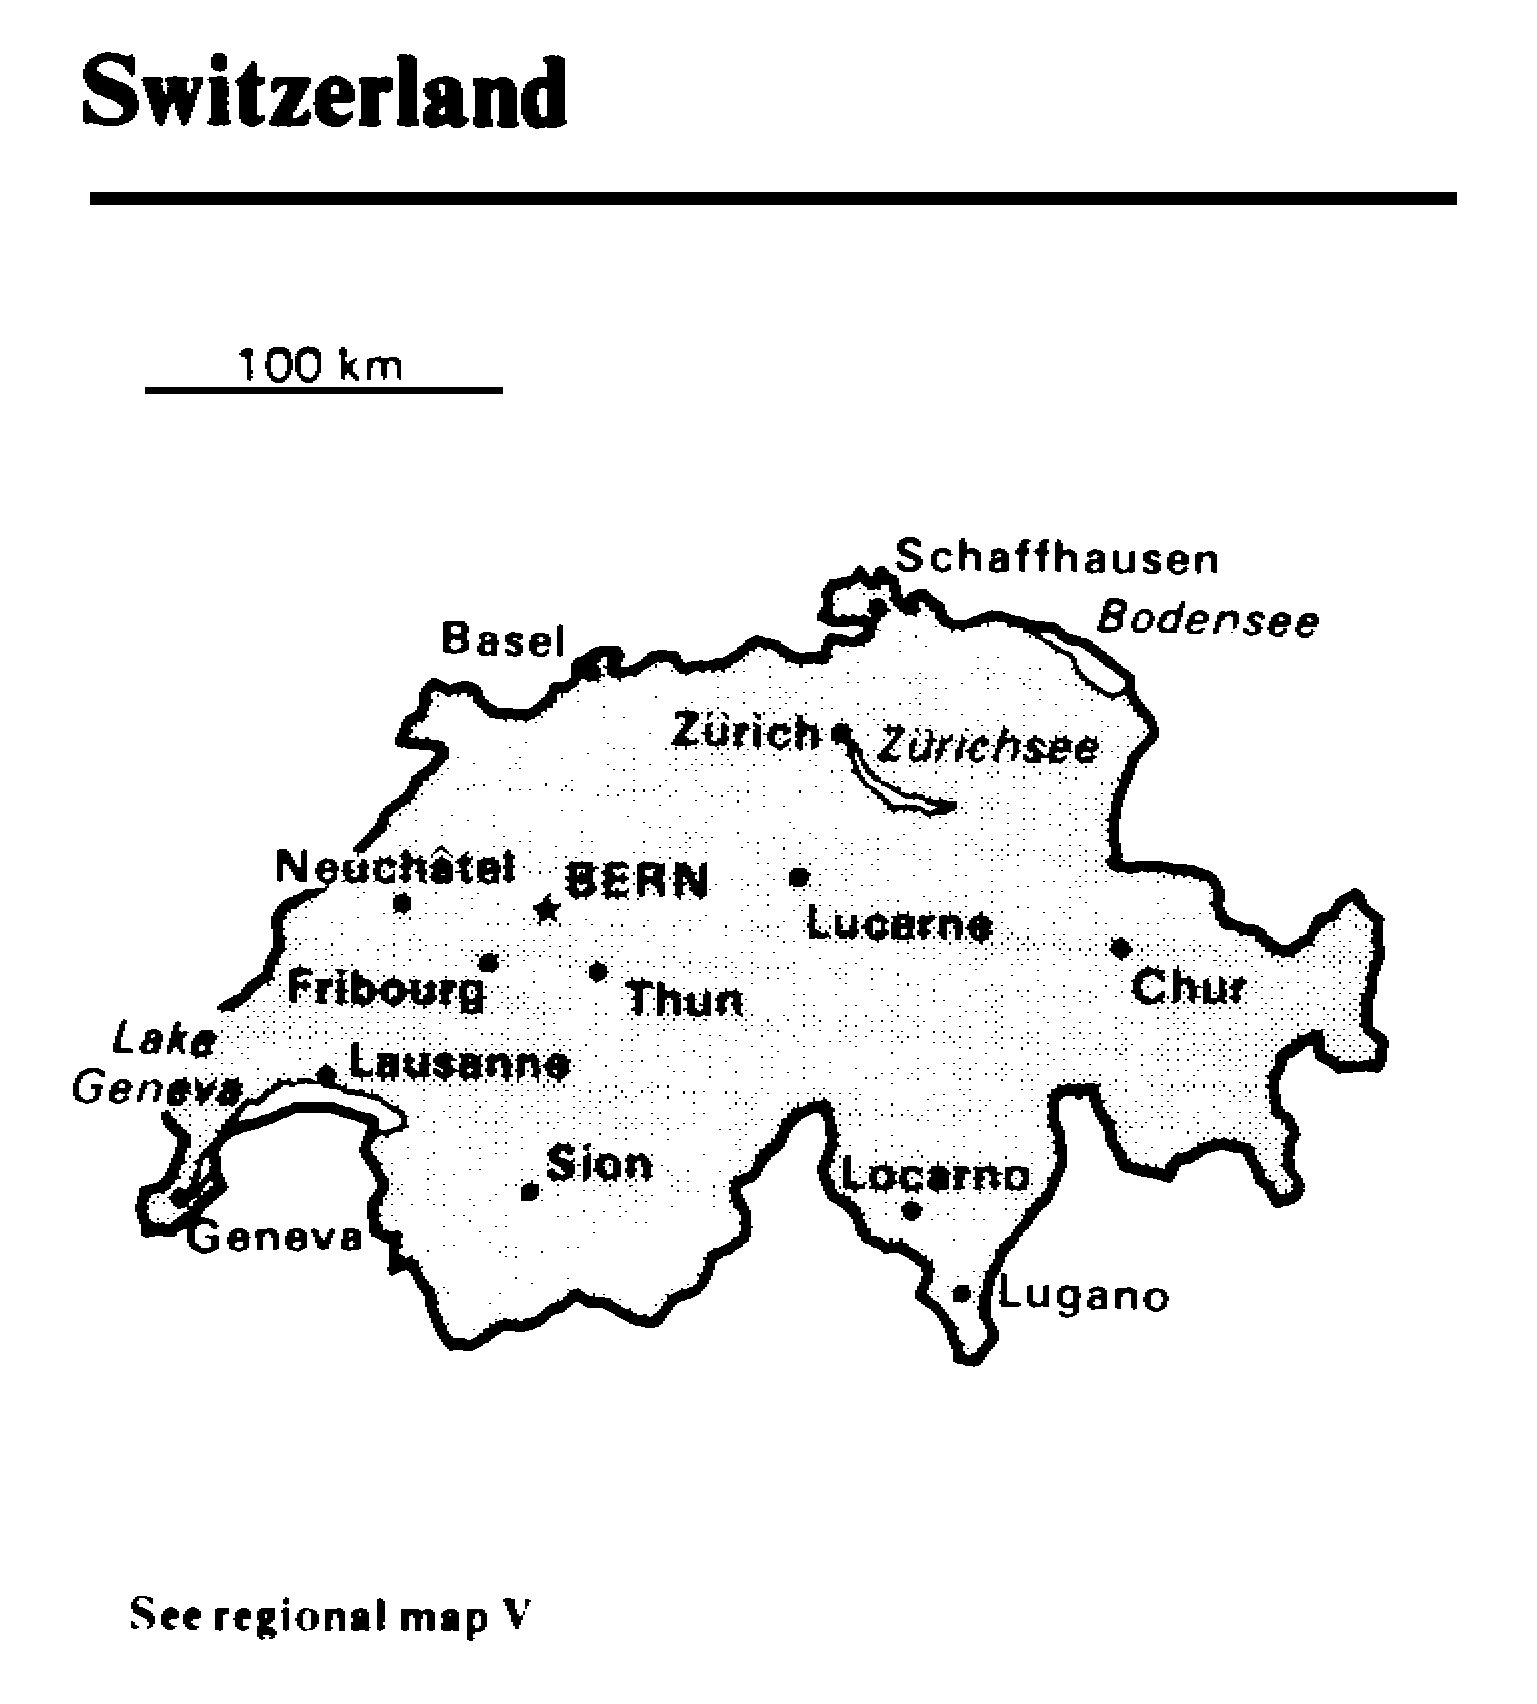 Switzerland
100 km
Schaffhausen
Bodensee
Basel
Zürich
Zürichsee
Neuchâtel
BERN
Lucerne
Fribourg
Thun
Chur
Lake
Geneva
Lausanne
Sion
Locarno
Geneva
Lugano
See regional map V